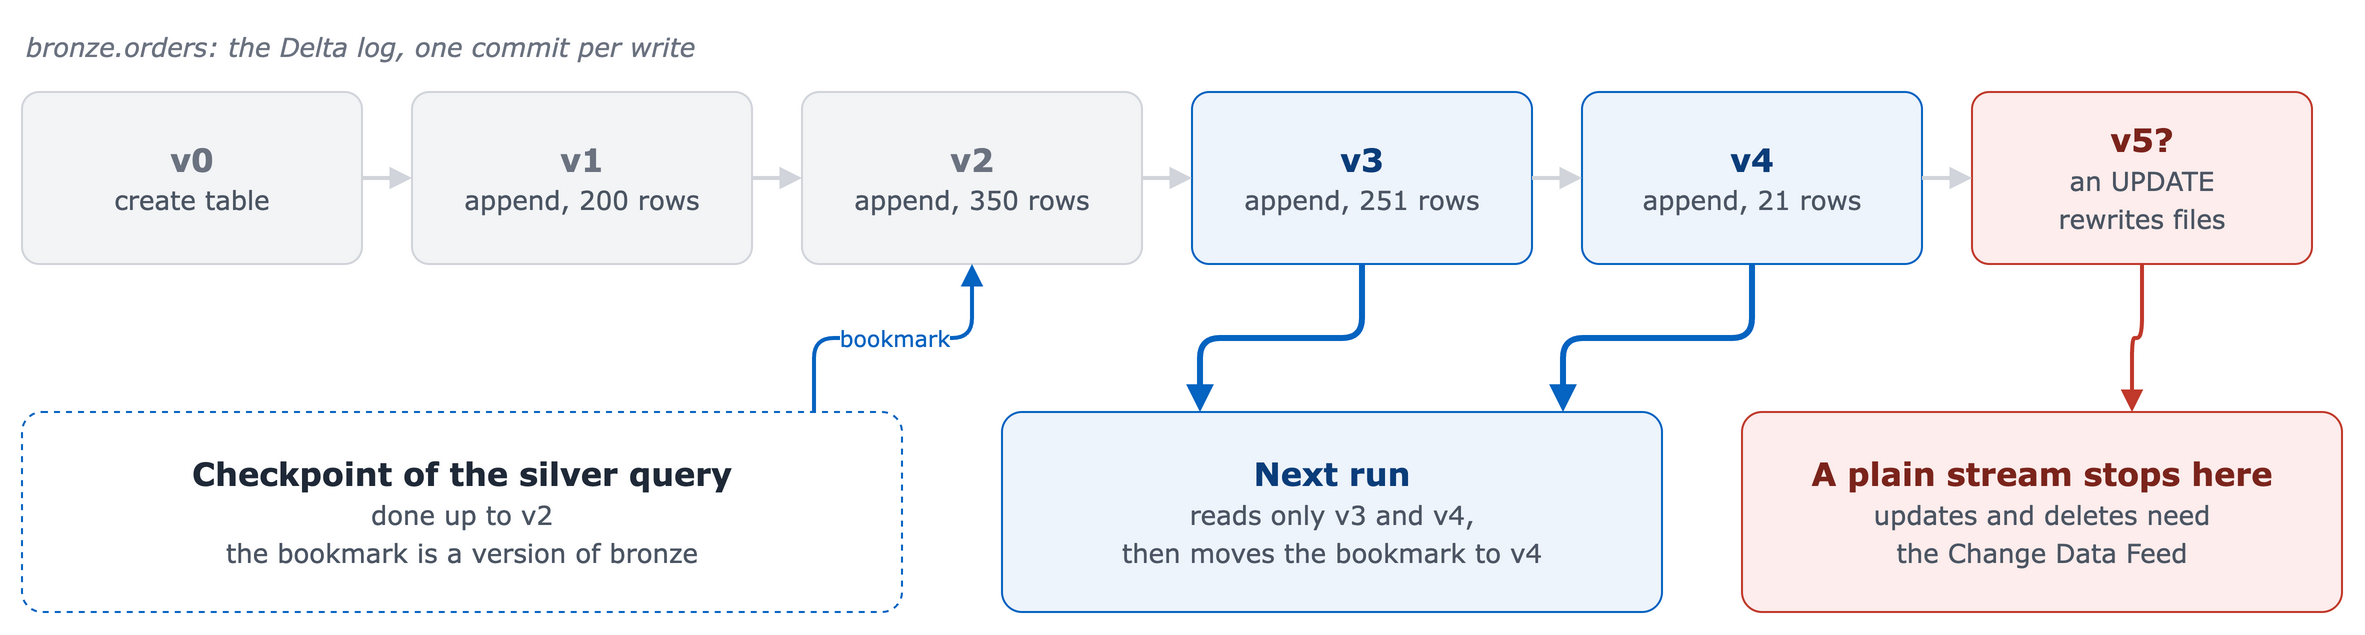 bronze.orders: the Delta log, one commit per write
v0
create table
v1
append, 200 rows
v2
append, 350 rows
v3
append, 251 rows
v4
append, 21 rows
v5?
an UPDATE
rewrites files
bookmark
Checkpoint of the silver query
done up to v2
the bookmark is a version of bronze
Next run
reads only v3 and v4,
then moves the bookmark to v4
A plain stream stops here
updates and deletes need
the Change Data Feed